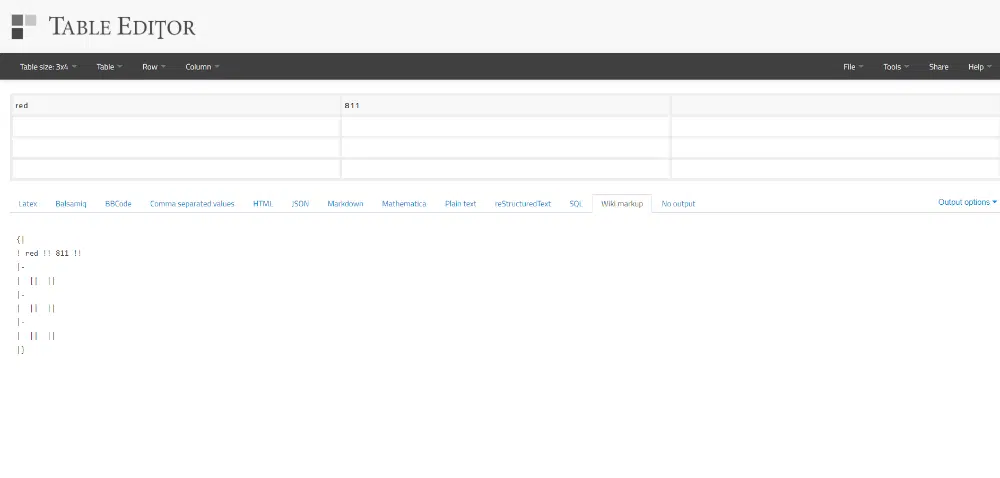 Table Editor
Table size: 3x4 Table Row Column File Tools Share Help
red 811
Latex Balsamiq BBCode Comma separated values HTML JSON Markdown Mathematica Plain text reStructuredText SQL Wiki markup No output Output options
{|
! red !! 811 !!
|-
| || ||
|-
| || ||
|-
| || ||
|}